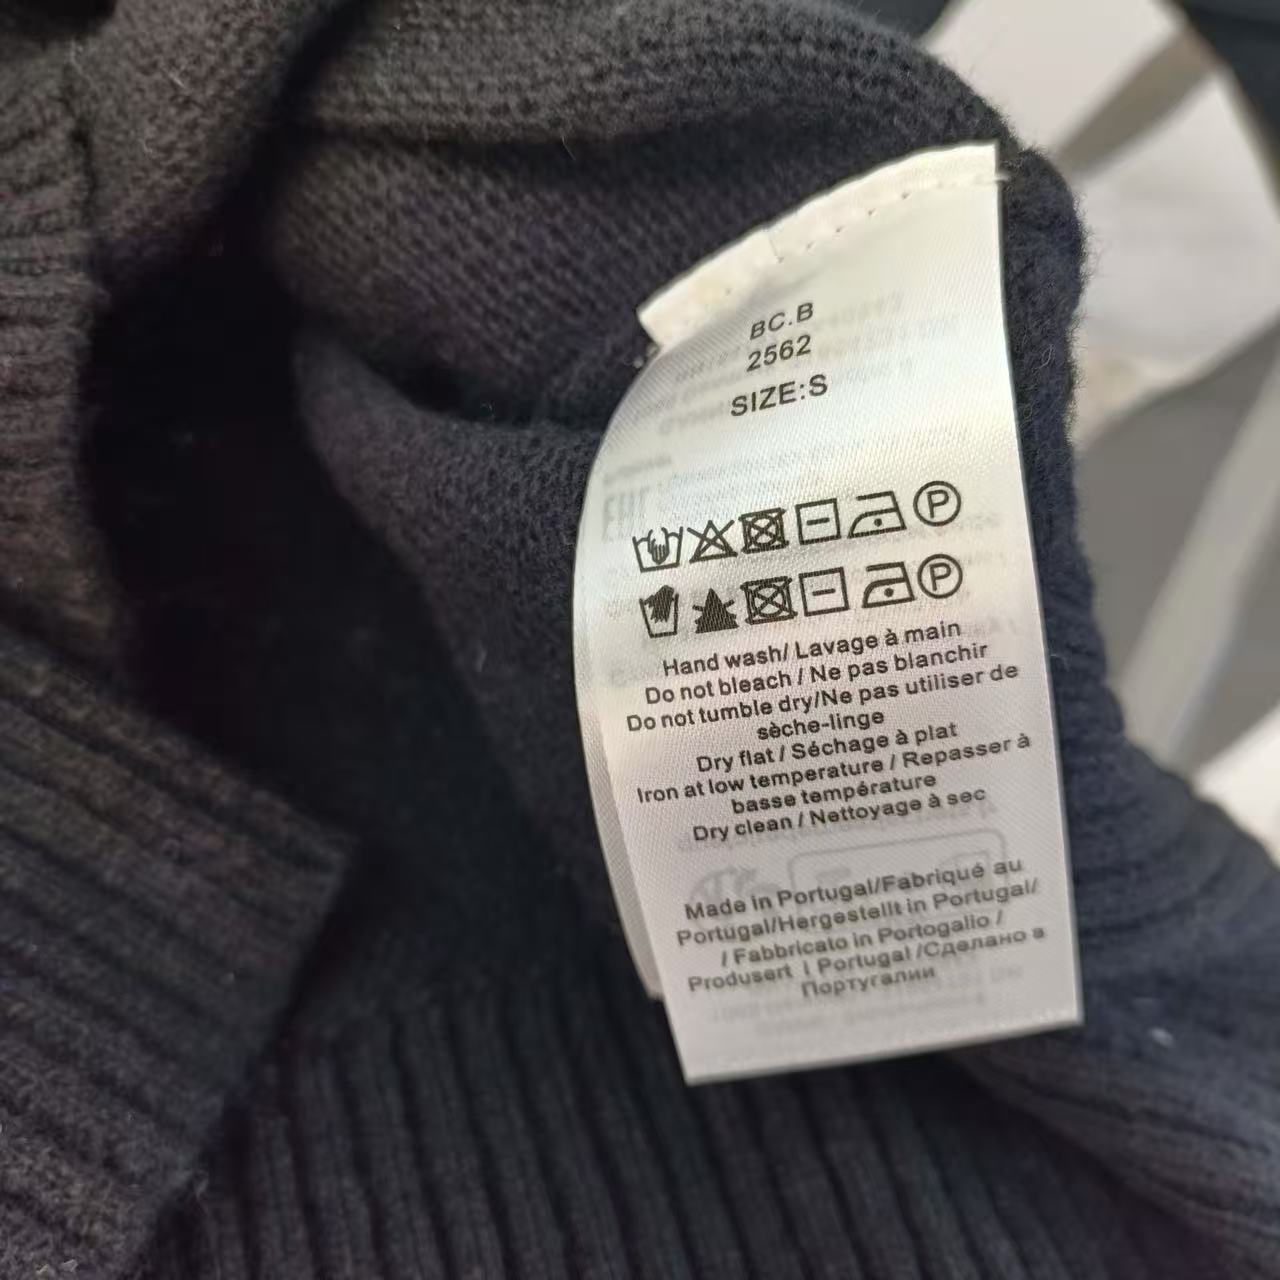 BC.B
2562
SIZE:S
P
P
Hand wash/ Lavage à main
Do not bleach / Ne pas blanchir
Do not tumble dry/Ne pas utiliser de
sèche-linge
Dry flat / Séchage à plat
Iron at low temperature / Repasser à
basse température
Dry clean / Nettoyage à sec
Made in Portugal/Fabriqué au
Portugal/Hergestellt in Portugal/
/ Fabbricato in Portogallo /
Produsert i Portugal /Сделано в
Португалии